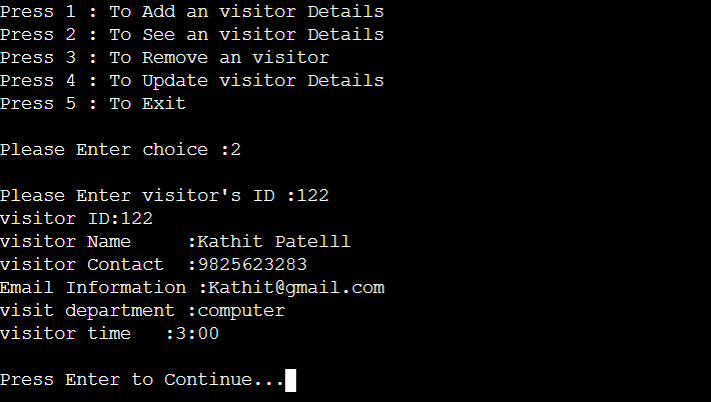 Press 1 : To Add an visitor Details
Press 2 : To See an visitor Details
Press 3 : To Remove an visitor
Press 4 : To Update visitor Details
Press 5 : To Exit
Please Enter choice :2
Please Enter visitor's ID :122
visitor ID:122
visitor Name     :Kathit Patelll
visitor Contact  :9825623283
Email Information :Kathit@gmail.com
visit department :computer
visitor time   :3:00
Press Enter to Continue...